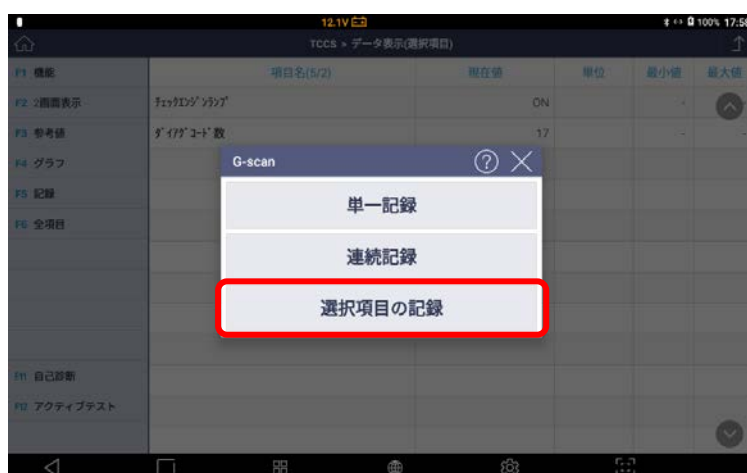 12.1V
100% 17:58
TCCS > データ表示(選択項目)
F1 機能
項目名(5/2)
現在値
単位
最小値
最大値
F2 2画面表示
ﾁｪｯｸｴﾝｼﾞﾝﾗﾝﾌﾟ
ON
-
F3 参考値
ﾀﾞｲｱｸﾞｺｰﾄﾞ数
17
-
-
F4 グラフ
G-scan
?
F5 記録
単一記録
F6 全項目
連続記録
選択項目の記録
F11 自己診断
F12 アクティブテスト